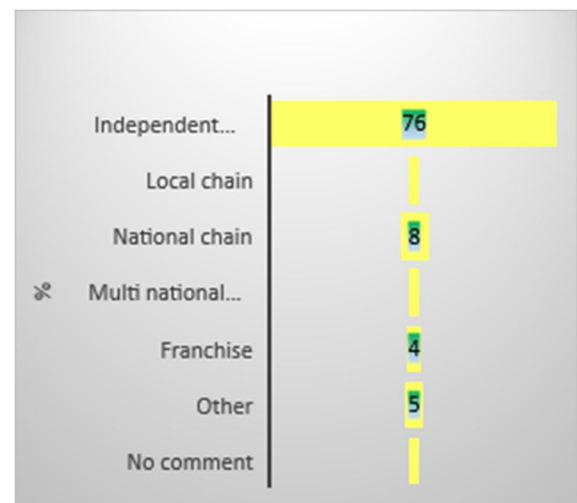 Independent... 76
Local chain
National chain 8
%
Multi national...
Franchise 4
Other 5
No comment